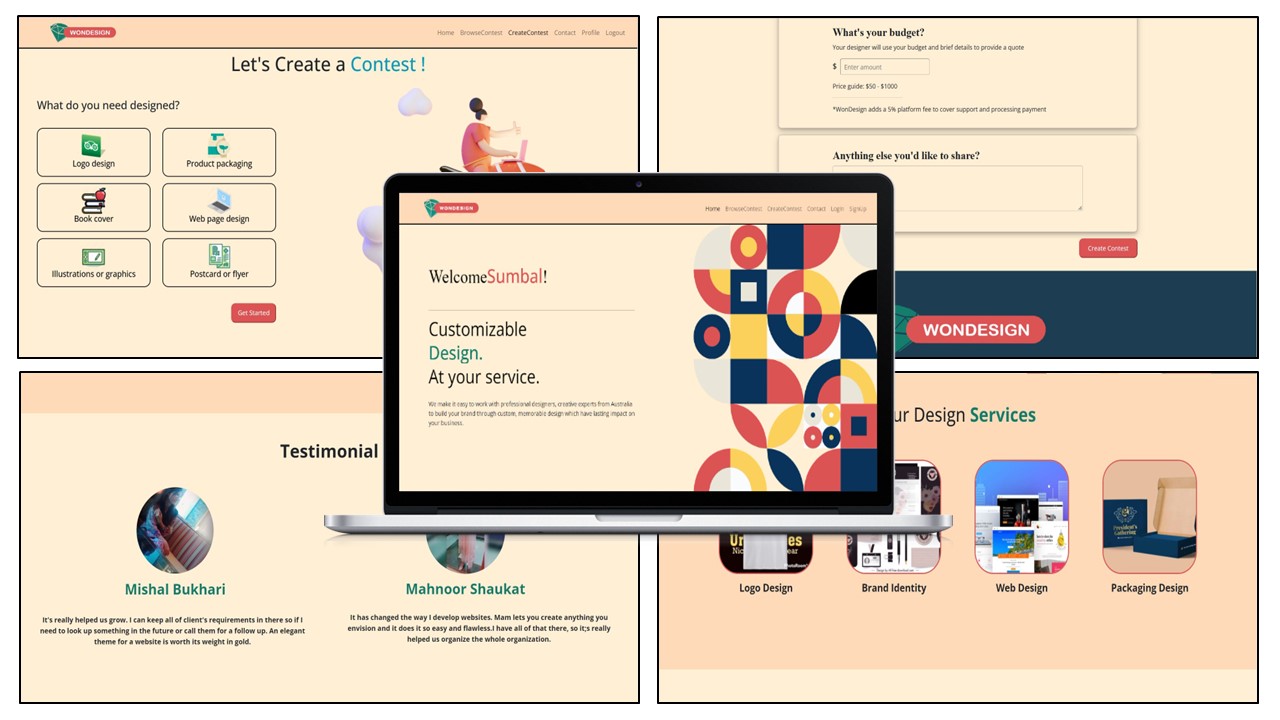 WONDESIGN
Home BrowseContest CreateContest Contact Profile Logout
Let's Create a Contest !
What do you need designed?
Logo design
Product packaging
Book cover
Web page design
Illustrations or graphics
Postcard or flyer
Get Started
What's your budget?
Your designer will use your budget and brief details to provide a quote
$ Enter amount
Price guide: $50 - $1000
*WonDesign adds a 5% platform fee to cover support and processing payment
Anything else you'd like to share?
Create Contest
WONDESIGN
WONDESIGN
Home BrowseContest CreateContest Contact Login SignUp
WelcomeSumbal!
Customizable
Design.
At your service.
We make it easy to work with professional designers, creative experts from Australia
to build your brand through custom, memorable design which have lasting impact on
your business.
Testimonial
Mishal Bukhari
It's really helped us grow. I can keep all of client's requirements in there so if I
need to look up something in the future or call them for a follow up. An elegant
theme for a website is worth its weight in gold.
Mahnoor Shaukat
It has changed the way I develop websites. Mam lets you create anything you
envision and it does it so easy and flawless.I have all of that there, so it;s really
helped us organize the whole organization.
ur Design Services
President's
Gathering
Logo Design
Brand Identity
Web Design
Packaging Design